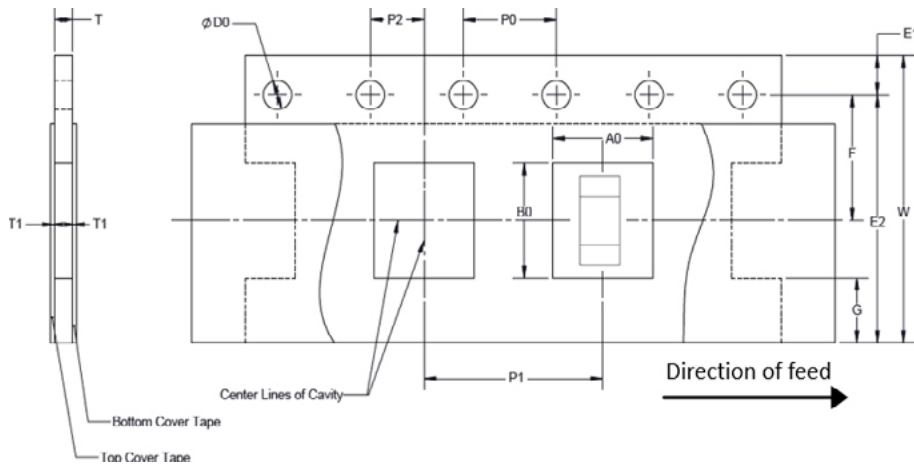 T
⌀D0
P2
P0
E1
A0
F
T1
T1
B0
E2
W
G
P1
Center Lines of Cavity
Direction of feed
Bottom Cover Tape
Top Cover Tape